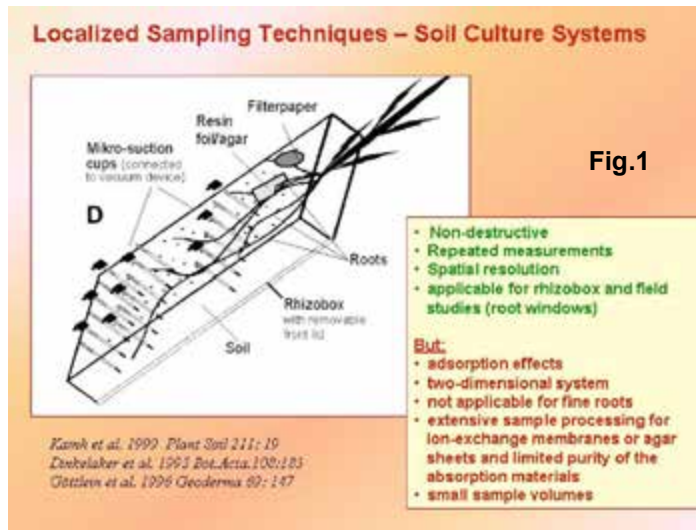 Localized Sampling Techniques – Soil Culture Systems
Filterpaper
Resin
foil/agar
Mikro-suction
cups (connected
to vacuum device)
Fig.1
D
• Non-destructive
• Repeated measurements
• Spatial resolution
• applicable for rhizobox and field
studies (root windows)
Roots
Rhizobox
with removable
front lid
Soil
But:
• adsorption effects
• two-dimensional system
• not applicable for fine roots
• extensive sample processing for
ion-exchange membranes or agar
sheets and limited purity of the
absorption materials
• small sample volumes
Kamh et al. 1999 Plant Soil 211: 19
Dinkelaker et al. 1993 Bot.Acta.108:183
Göttlein et al. 1996 Geoderma 69: 147